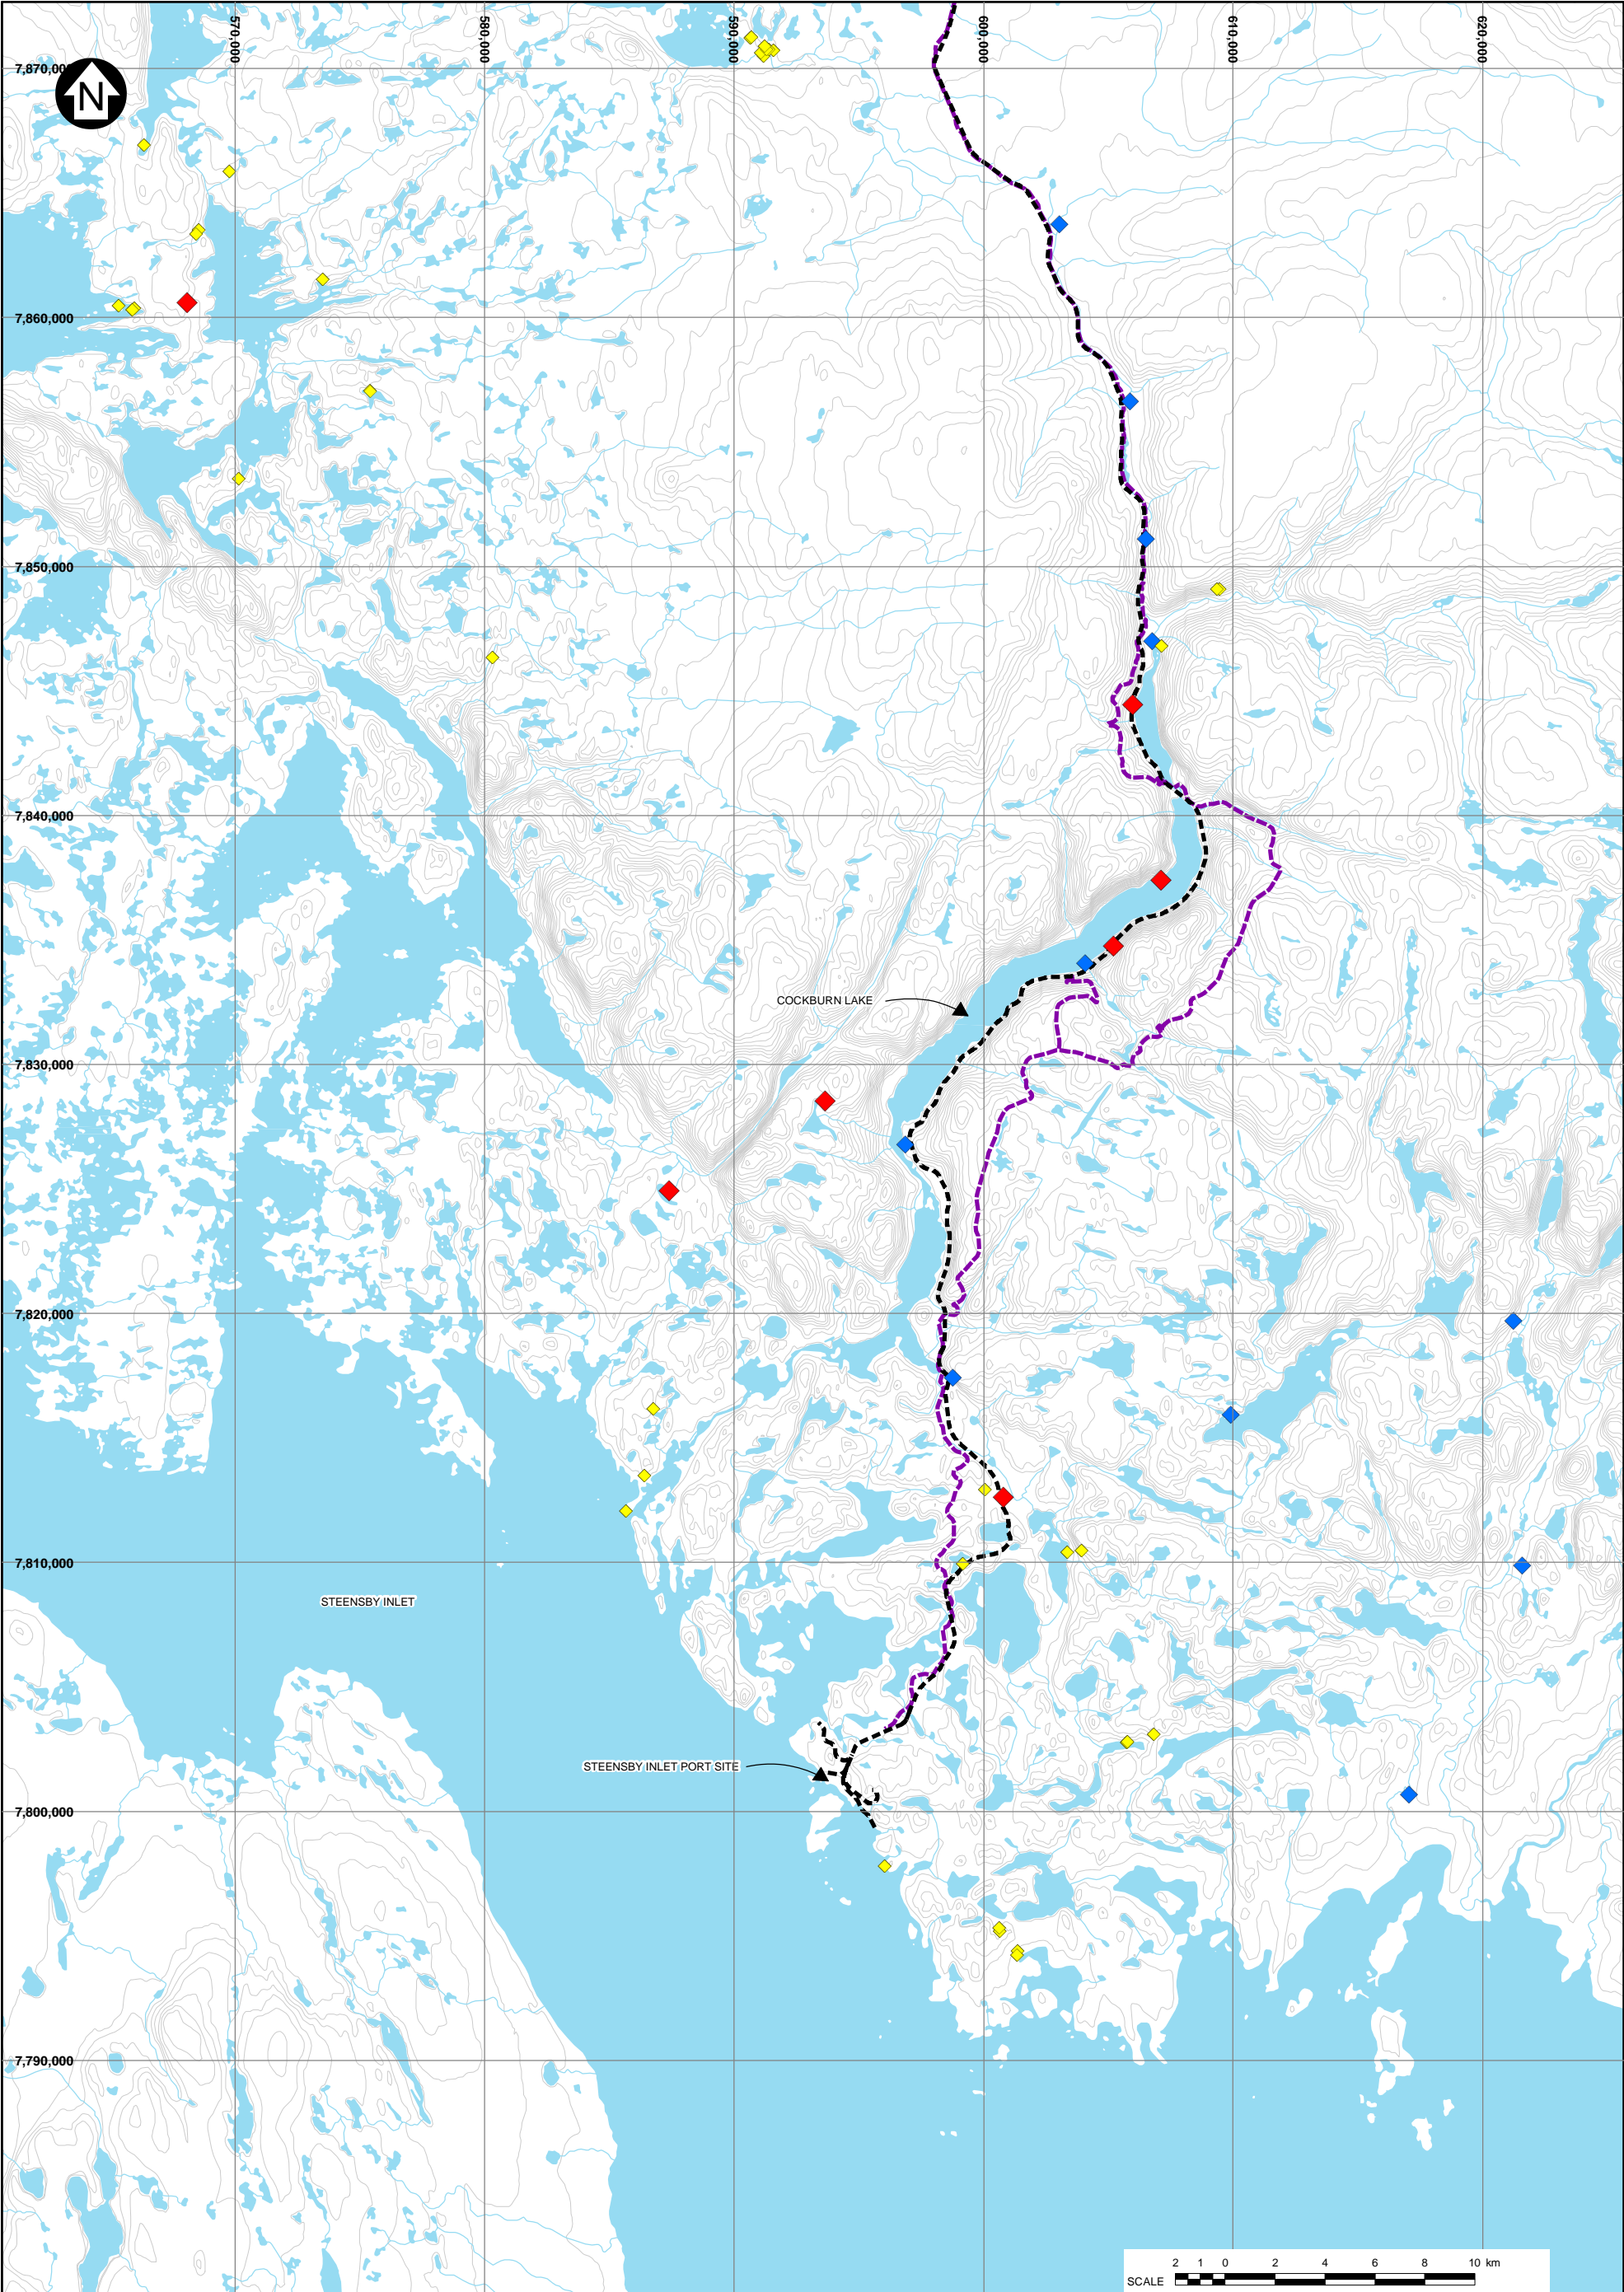 570,000
580,000
590,000
600,000
610,000
620,000
7,870,000
N
7,860,000
7,850,000
7,840,000
COCKBURN LAKE
7,830,000
7,820,000
7,810,000
STEENSBY INLET
STEENSBY INLET PORT SITE
7,800,000
7,790,000
2 1 0 2 4 6 8 10 km
SCALE